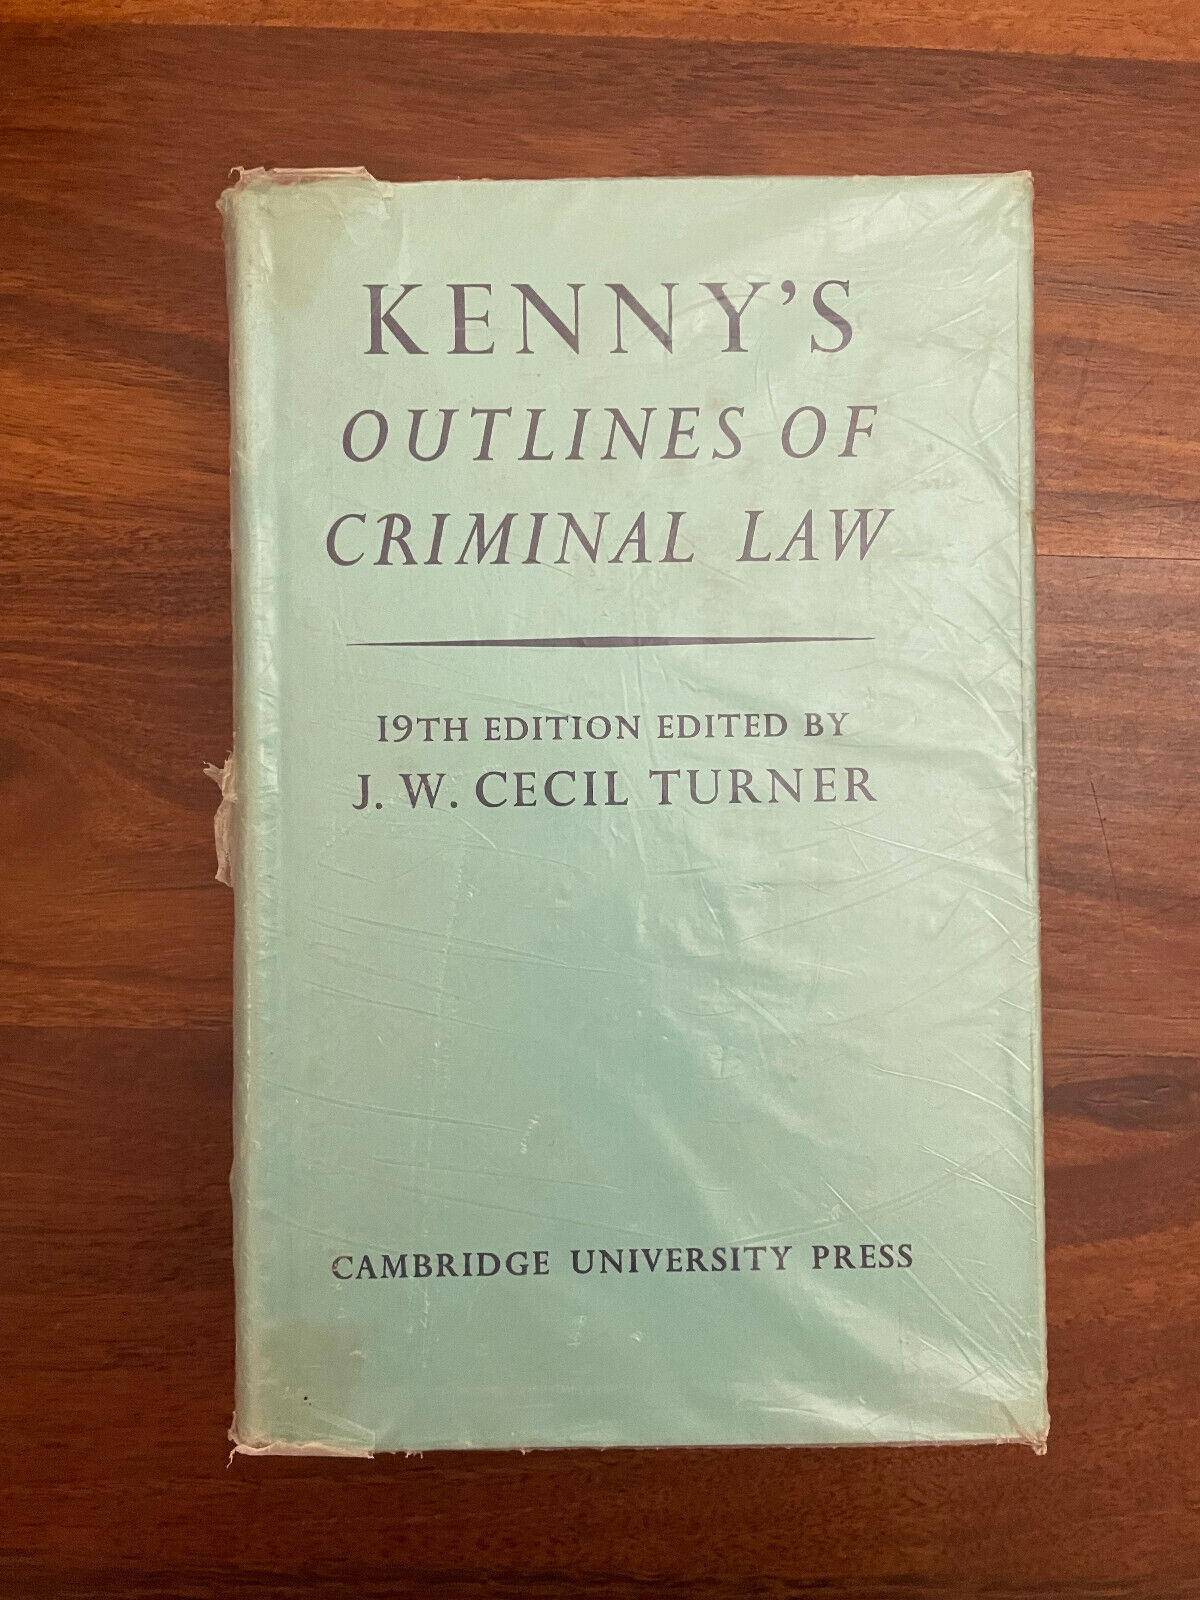 KENNY'S
OUTLINES OF
CRIMINAL LAW
19TH EDITION EDITED BY
J. W. CECIL TURNER
CAMBRIDGE UNIVERSITY PRESS